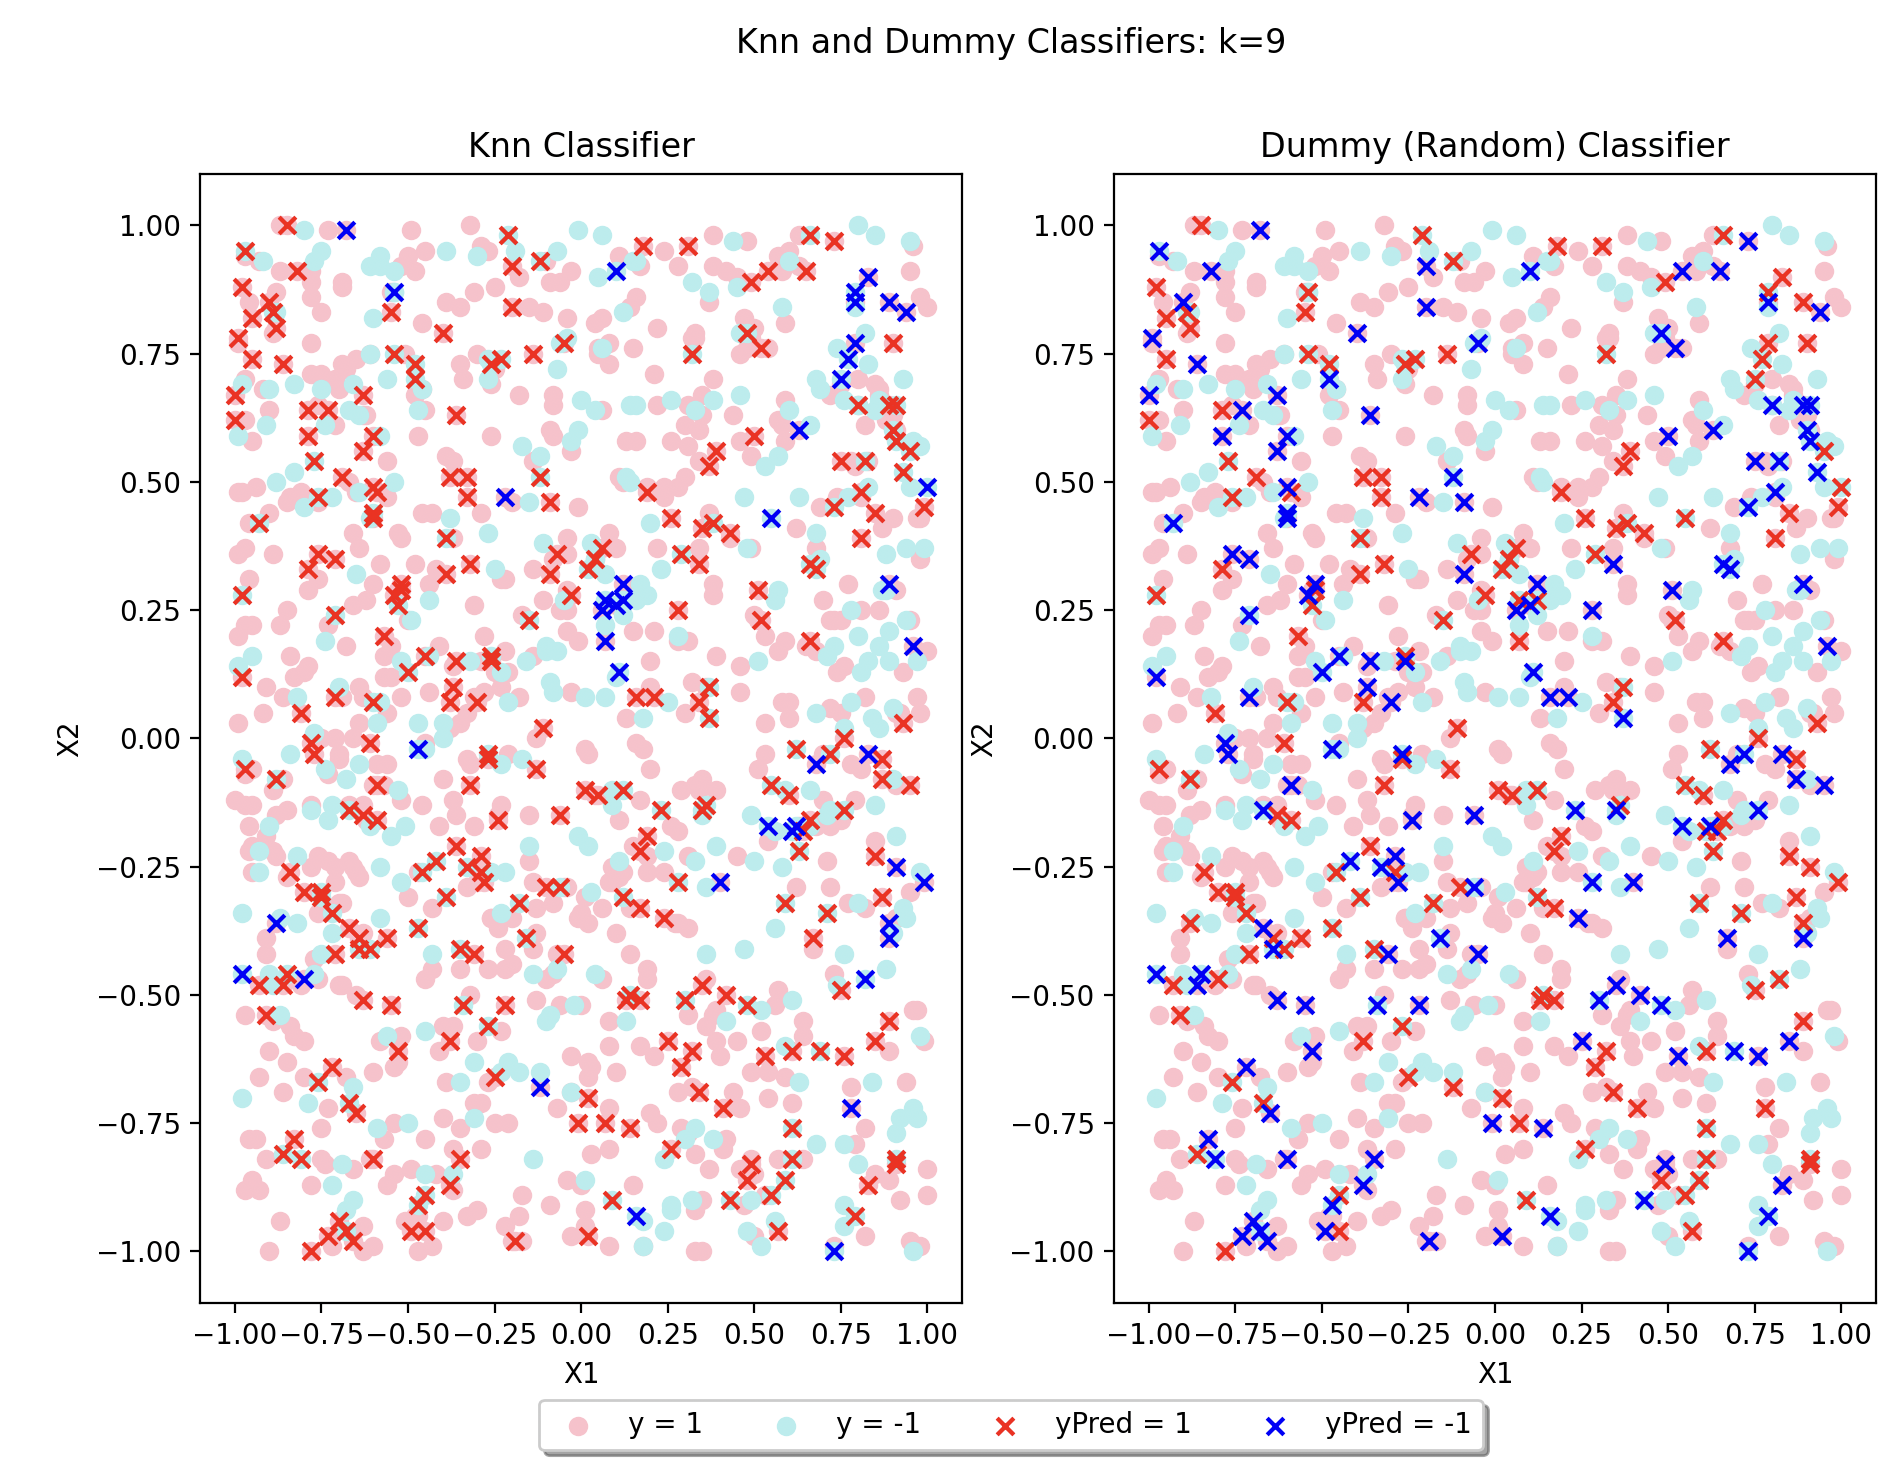 Knn and Dummy Classifiers: k=9
Knn Classifier
1.00
0.75
0.50
0.25
0.00
−0.25
−0.50
−0.75
−1.00
X2
−1.00 −0.75 −0.50 −0.25 0.00 0.25 0.50 0.75 1.00
X1
Dummy (Random) Classifier
1.00
0.75
0.50
0.25
0.00
−0.25
−0.50
−0.75
−1.00
X2
−1.00 −0.75 −0.50 −0.25 0.00 0.25 0.50 0.75 1.00
X1
y = 1 y = -1 yPred = 1 yPred = -1